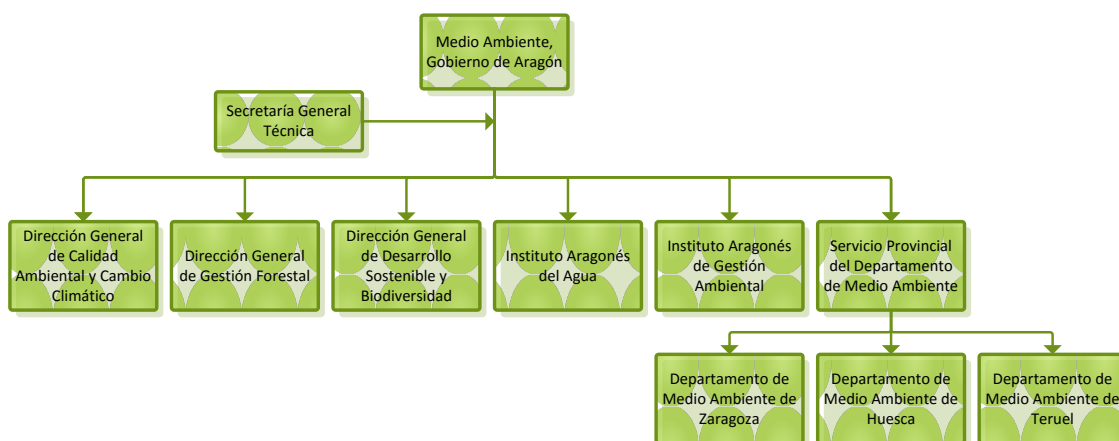 Medio Ambiente,
Gobierno de Aragón
Secretaría General
Técnica
Dirección General
de Calidad
Ambiental y Cambio
Climático
Dirección General
de Gestión Forestal
Dirección General
de Desarrollo
Sostenible y
Biodiversidad
Instituto Aragonés
del Agua
Instituto Aragonés
de Gestión
Ambiental
Servicio Provincial
del Departamento
de Medio Ambiente
Departamento de
Medio Ambiente de
Zaragoza
Departamento de
Medio Ambiente de
Huesca
Departamento de
Medio Ambiente de
Teruel